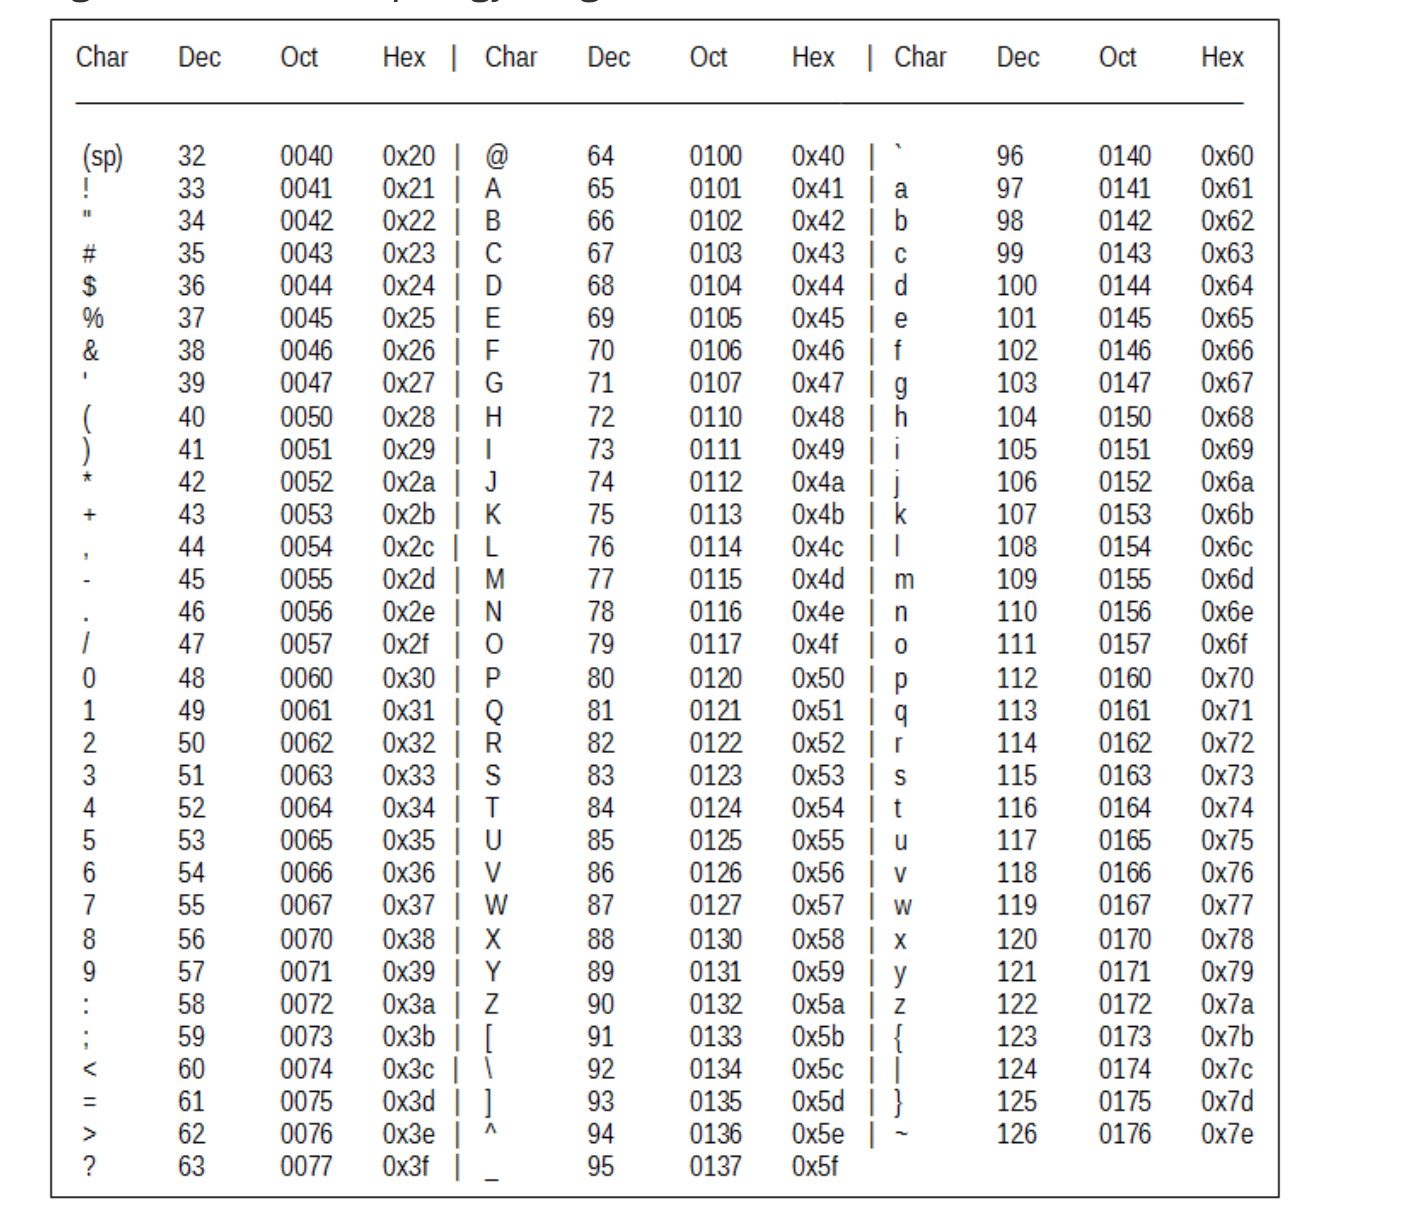 Char Dec Oct Hex | Char Dec Oct Hex | Char Dec Oct Hex
(sp) 32 0040 0x20 | @ 64 0100 0x40 | ` 96 0140 0x60
! 33 0041 0x21 | A 65 0101 0x41 | a 97 0141 0x61
" 34 0042 0x22 | B 66 0102 0x42 | b 98 0142 0x62
# 35 0043 0x23 | C 67 0103 0x43 | c 99 0143 0x63
$ 36 0044 0x24 | D 68 0104 0x44 | d 100 0144 0x64
% 37 0045 0x25 | E 69 0105 0x45 | e 101 0145 0x65
& 38 0046 0x26 | F 70 0106 0x46 | f 102 0146 0x66
' 39 0047 0x27 | G 71 0107 0x47 | g 103 0147 0x67
( 40 0050 0x28 | H 72 0110 0x48 | h 104 0150 0x68
) 41 0051 0x29 | I 73 0111 0x49 | i 105 0151 0x69
* 42 0052 0x2a | J 74 0112 0x4a | j 106 0152 0x6a
+ 43 0053 0x2b | K 75 0113 0x4b | k 107 0153 0x6b
, 44 0054 0x2c | L 76 0114 0x4c | l 108 0154 0x6c
- 45 0055 0x2d | M 77 0115 0x4d | m 109 0155 0x6d
. 46 0056 0x2e | N 78 0116 0x4e | n 110 0156 0x6e
/ 47 0057 0x2f | O 79 0117 0x4f | o 111 0157 0x6f
0 48 0060 0x30 | P 80 0120 0x50 | p 112 0160 0x70
1 49 0061 0x31 | Q 81 0121 0x51 | q 113 0161 0x71
2 50 0062 0x32 | R 82 0122 0x52 | r 114 0162 0x72
3 51 0063 0x33 | S 83 0123 0x53 | s 115 0163 0x73
4 52 0064 0x34 | T 84 0124 0x54 | t 116 0164 0x74
5 53 0065 0x35 | U 85 0125 0x55 | u 117 0165 0x75
6 54 0066 0x36 | V 86 0126 0x56 | v 118 0166 0x76
7 55 0067 0x37 | W 87 0127 0x57 | w 119 0167 0x77
8 56 0070 0x38 | X 88 0130 0x58 | x 120 0170 0x78
9 57 0071 0x39 | Y 89 0131 0x59 | y 121 0171 0x79
: 58 0072 0x3a | Z 90 0132 0x5a | z 122 0172 0x7a
; 59 0073 0x3b | [ 91 0133 0x5b | { 123 0173 0x7b
< 60 0074 0x3c | \ 92 0134 0x5c | | 124 0174 0x7c
= 61 0075 0x3d | ] 93 0135 0x5d | } 125 0175 0x7d
> 62 0076 0x3e | ^ 94 0136 0x5e | ~ 126 0176 0x7e
? 63 0077 0x3f | _ 95 0137 0x5f